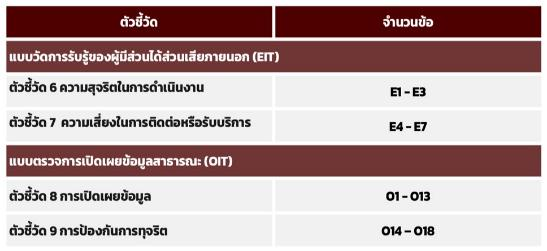 ตัวชี้วัด จำนวนข้อ
แบบวัดการรับรู้ของผู้มีส่วนได้ส่วนเสียภายนอก (EIT)
ตัวชี้วัด 6 ความสุจริตในการดำเนินงาน E1 - E3
ตัวชี้วัด 7 ความเสี่ยงในการติดต่อหรือรับบริการ E4 - E7
แบบตรวจการเปิดเผยข้อมูลสาธารณะ (OIT)
ตัวชี้วัด 8 การเปิดเผยข้อมูล O1 - O13
ตัวชี้วัด 9 การป้องกันการทุจริต O14 – O18